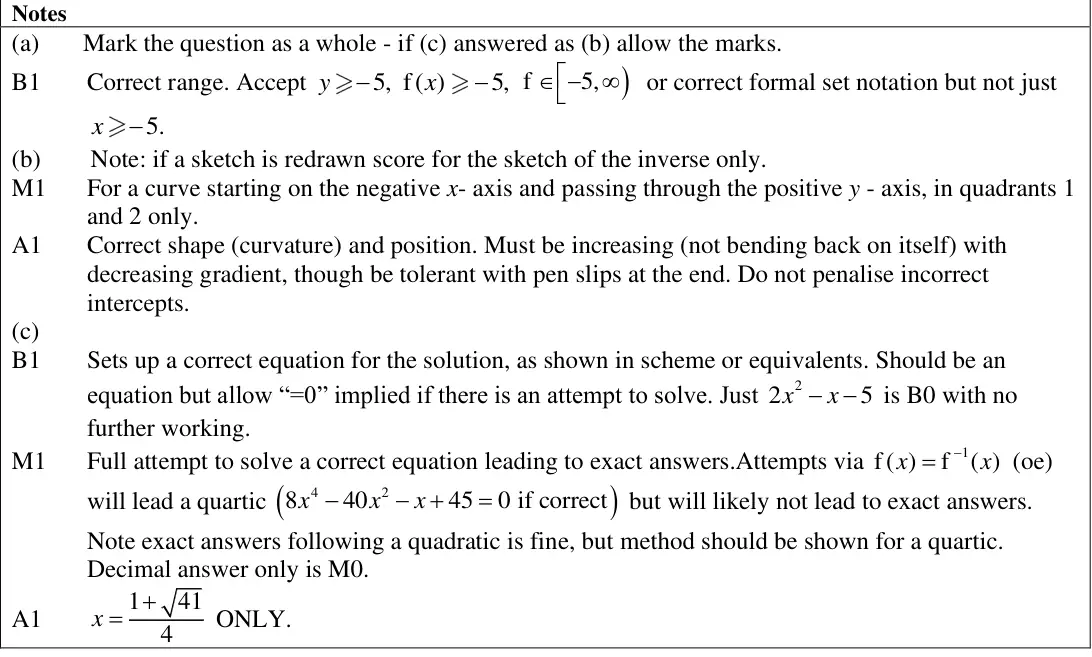 Notes
(a) Mark the question as a whole - if (c) answered as (b) allow the marks.
B1 Correct range. Accept y ⩾ −5, f(x) ⩾ −5, f ∈ [−5,∞) or correct formal set notation but not just
x ⩾ −5.
(b) Note: if a sketch is redrawn score for the sketch of the inverse only.
M1 For a curve starting on the negative x- axis and passing through the positive y - axis, in quadrants 1
and 2 only.
A1 Correct shape (curvature) and position. Must be increasing (not bending back on itself) with
decreasing gradient, though be tolerant with pen slips at the end. Do not penalise incorrect
intercepts.
(c)
B1 Sets up a correct equation for the solution, as shown in scheme or equivalents. Should be an
equation but allow “=0” implied if there is an attempt to solve. Just 2x² − x − 5 is B0 with no
further working.
M1 Full attempt to solve a correct equation leading to exact answers.Attempts via f(x) = f⁻¹(x) (oe)
will lead a quartic (8x⁴ − 40x² − x + 45 = 0 if correct) but will likely not lead to exact answers.
Note exact answers following a quadratic is fine, but method should be shown for a quartic.
Decimal answer only is M0.
A1 x = (1+√41)/4 ONLY.